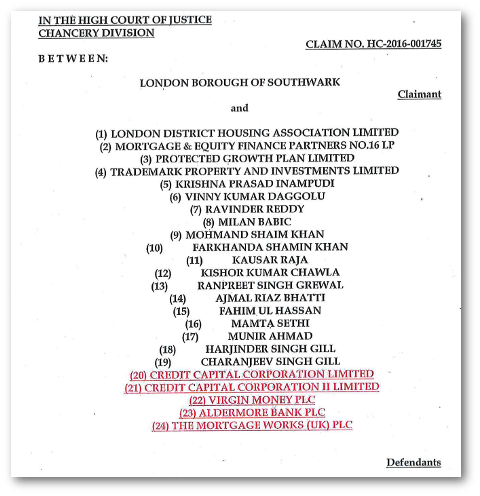 IN THE HIGH COURT OF JUSTICE
CHANCERY DIVISION
CLAIM NO. HC-2016-001745
B E T W E E N:
LONDON BOROUGH OF SOUTHWARK
Claimant
and
(1) LONDON DISTRICT HOUSING ASSOCIATION LIMITED
(2) MORTGAGE & EQUITY FINANCE PARTNERS NO.16 LP
(3) PROTECTED GROWTH PLAN LIMITED
(4) TRADEMARK PROPERTY AND INVESTMENTS LIMITED
(5) KRISHNA PRASAD INAMPUDI
(6) VINNY KUMAR DAGGOLU
(7) RAVINDER REDDY
(8) MILAN BABIC
(9) MOHMAND SHAIM KHAN
(10) FARKHANDA SHAMIN KHAN
(11) KAUSAR RAJA
(12) KISHOR KUMAR CHAWLA
(13) RANPREET SINGH GREWAL
(14) AJMAL RIAZ BHATTI
(15) FAHIM UL HASSAN
(16) MAMTA SETHI
(17) MUNIR AHMAD
(18) HARJINDER SINGH GILL
(19) CHARANJEEV SINGH GILL
(20) CREDIT CAPITAL CORPORATION LIMITED
(21) CREDIT CAPITAL CORPORATION II LIMITED
(22) VIRGIN MONEY PLC
(23) ALDERMORE BANK PLC
(24) THE MORTGAGE WORKS (UK) PLC
Defendants